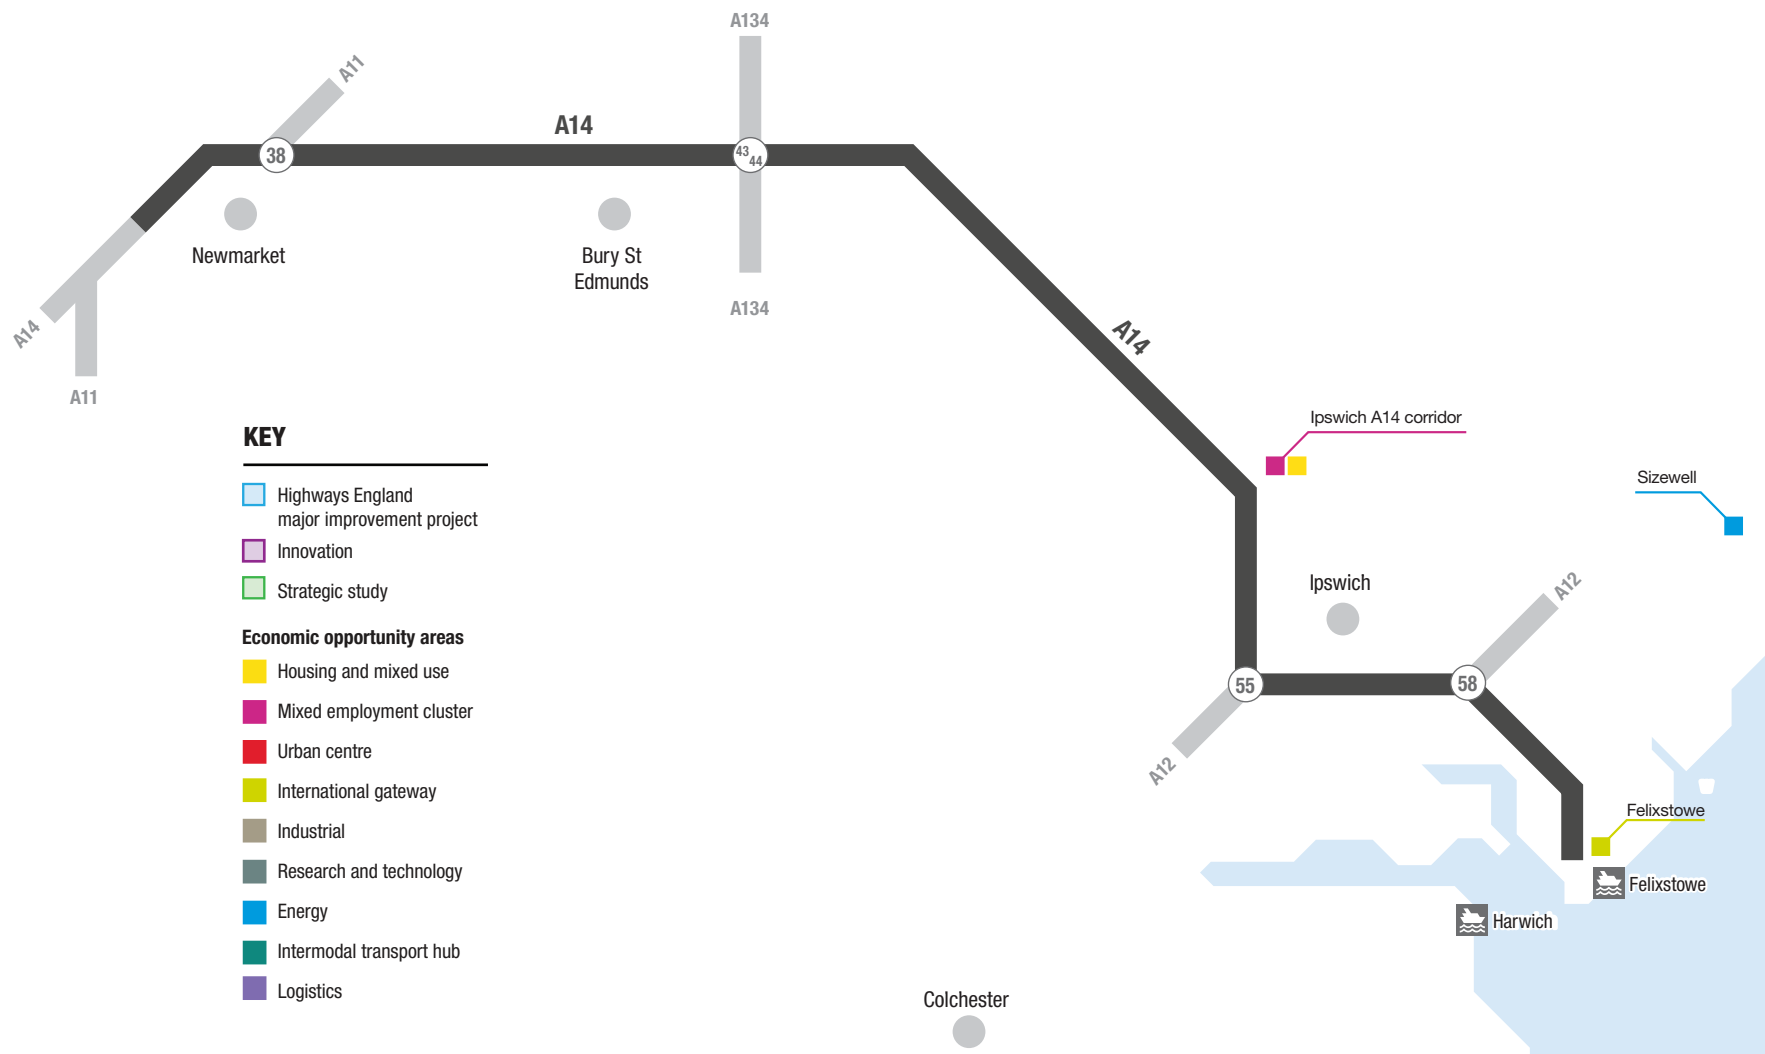 A134
A11
A14
38
43
44
Newmarket
Bury St
Edmunds
A134
A14
A11
A14
KEY
Highways England
major improvement project
Innovation
Strategic study
Economic opportunity areas
Housing and mixed use
Mixed employment cluster
Urban centre
International gateway
Industrial
Research and technology
Energy
Intermodal transport hub
Logistics
Ipswich A14 corridor
Sizewell
Ipswich
A12
55
58
A12
Felixstowe
Felixstowe
Harwich
Colchester